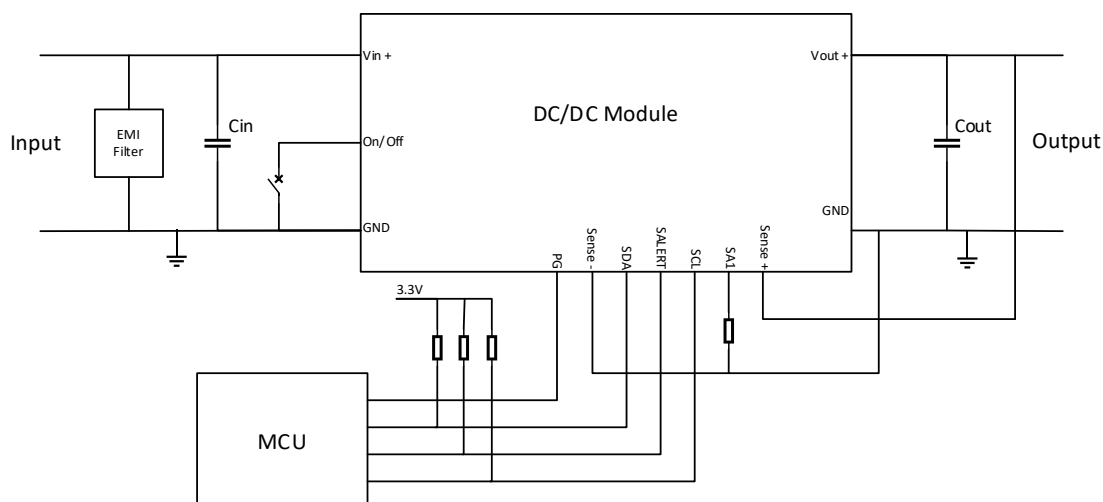 Vin +
Vout +
DC/DC Module
Input
EMI
Filter
Cin
On/Off
Cout
Output
GND
GND
PG
Sense -
SDA
SALERT
SCL
SA1
Sense +
3.3V
MCU